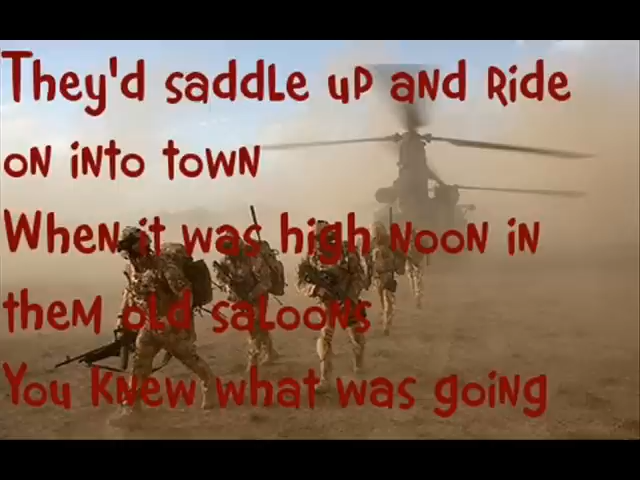 They'd saddle up and ride
on into town
When it was high noon in
them old saloons
You knew what was going